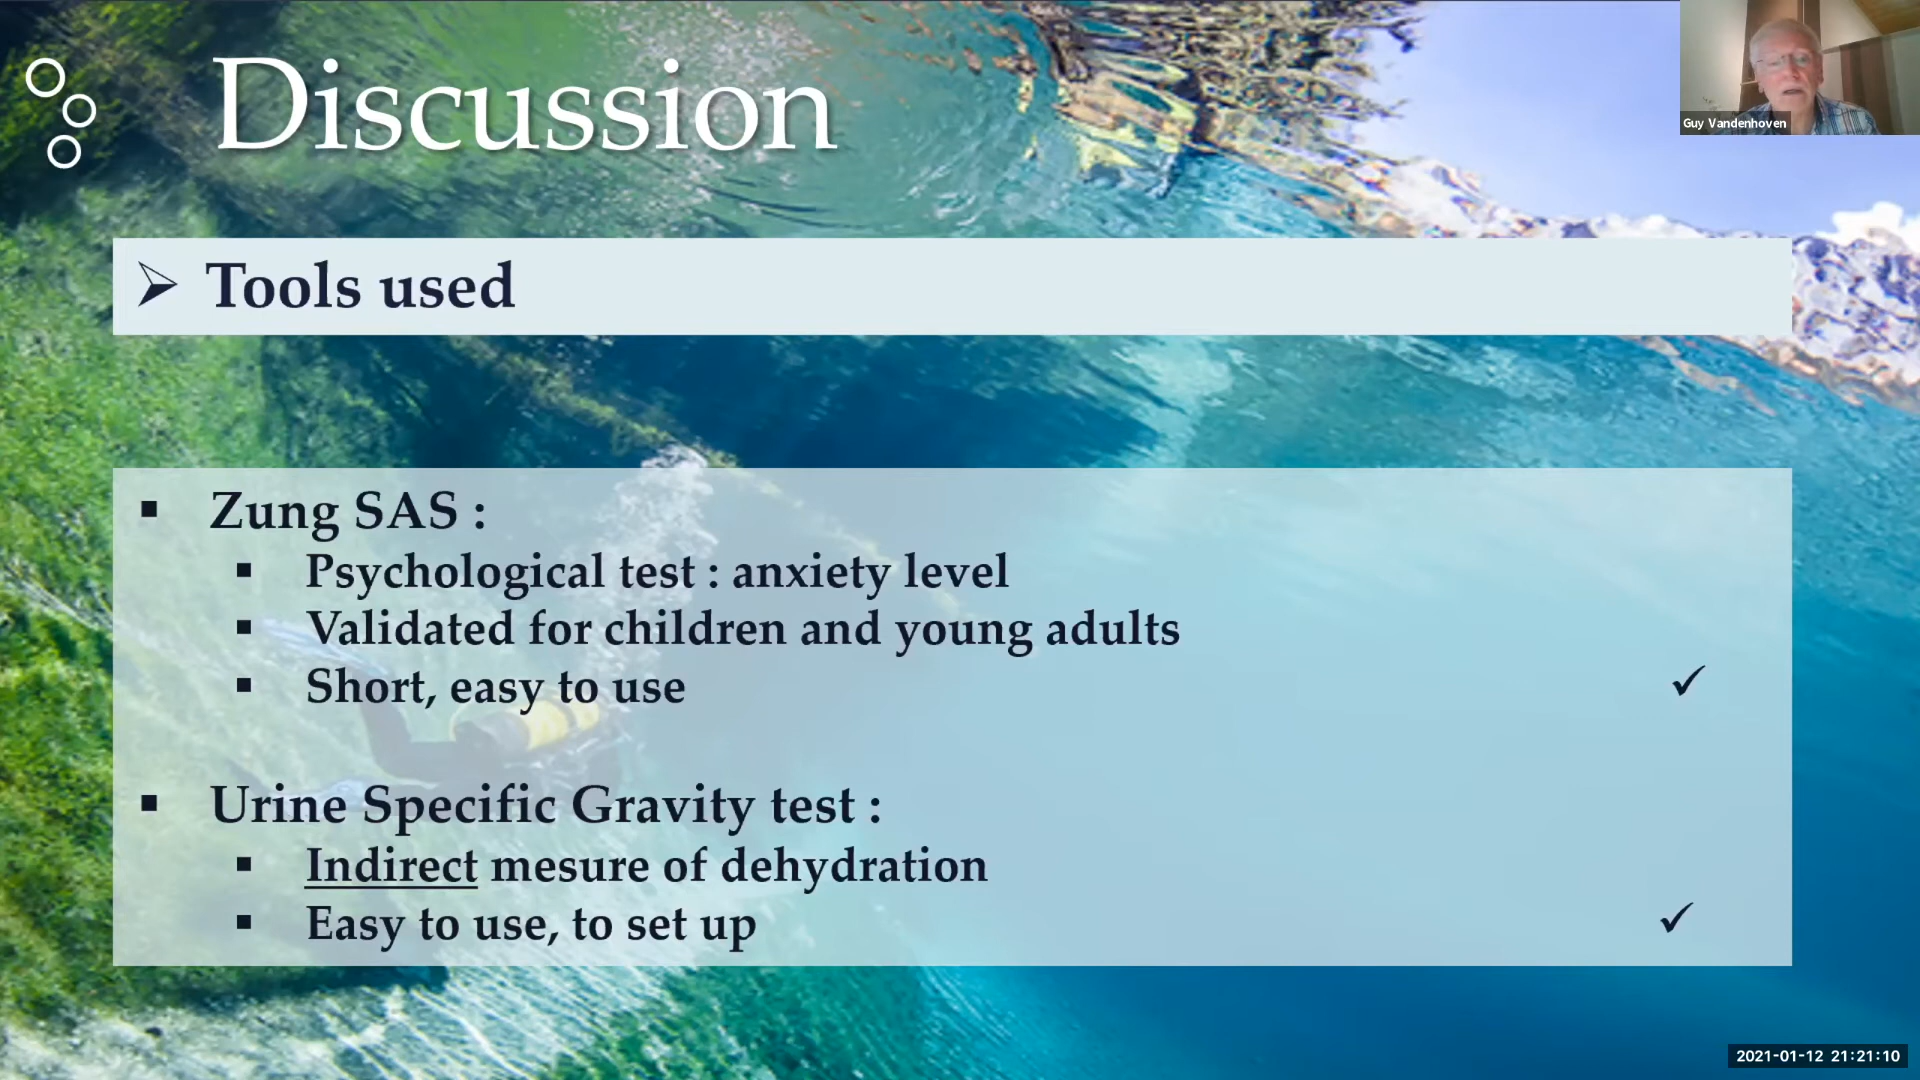 Discussion
Guy Vandenhoven
Tools used
Zung SAS :
Psychological test : anxiety level
Validated for children and young adults
Short, easy to use
Urine Specific Gravity test :
Indirect mesure of dehydration
Easy to use, to set up
2021-01-12 21:21:10